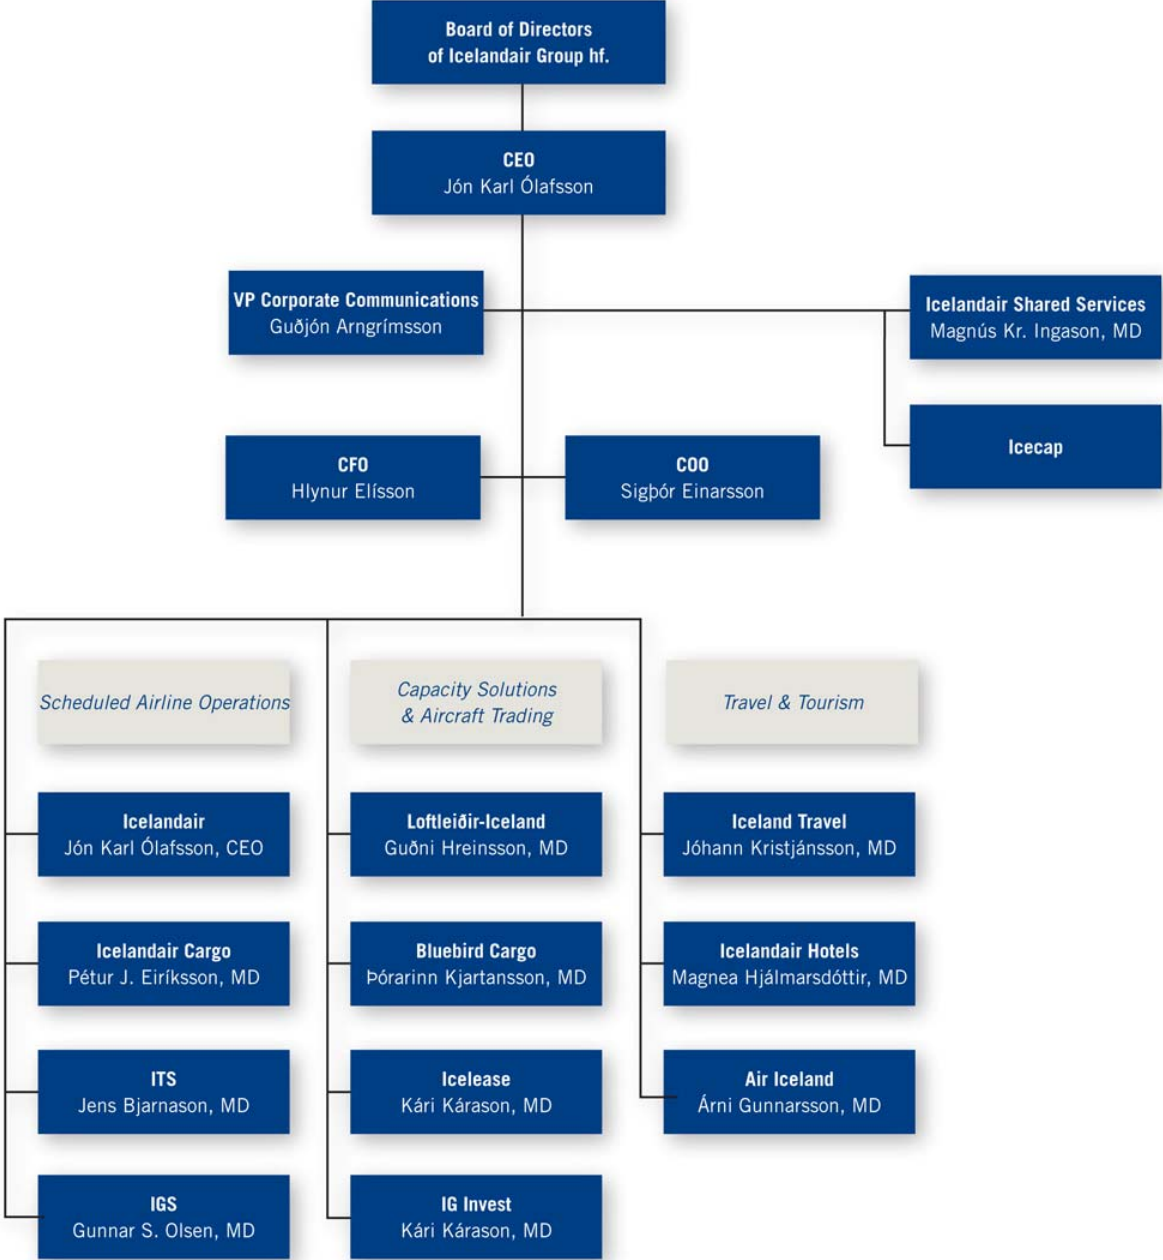 Board of Directors
of Icelandair Group hf.
CEO
Jón Karl Ólafsson
VP Corporate Communications
Guðjón Arngrímsson
Icelandair Shared Services
Magnús Kr. Ingason, MD
Icecap
CFO
Hlynur Elísson
COO
Sigþór Einarsson
Scheduled Airline Operations
Capacity Solutions
& Aircraft Trading
Travel & Tourism
Icelandair
Jón Karl Ólafsson, CEO
Loftleiðir-Iceland
Guðni Hreinsson, MD
Iceland Travel
Jóhann Kristjánsson, MD
Icelandair Cargo
Pétur J. Eiríksson, MD
Bluebird Cargo
Þórarinn Kjartansson, MD
Icelandair Hotels
Magnea Hjálmarsdóttir, MD
ITS
Jens Bjarnason, MD
Icelease
Kári Kárason, MD
Air Iceland
Árni Gunnarsson, MD
IGS
Gunnar S. Olsen, MD
IG Invest
Kári Kárason, MD